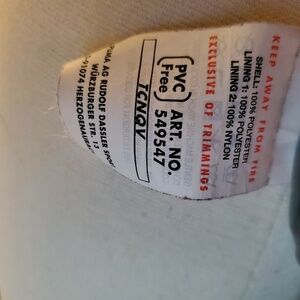 KEEP AWAY FROM FIRE
SHELL: 100% POLYESTER
LINING 1: 100% POLYESTER
LINING 2: 100% NYLON
EXCLUSIVE OF TRIMMINGS
PVC Free
ART. NO.
549547
TCNQY
PUMA AG RUDOLF DASSLER SPORT
WÜRZBURGER STR. 13
91074 HERZOGENAURACH